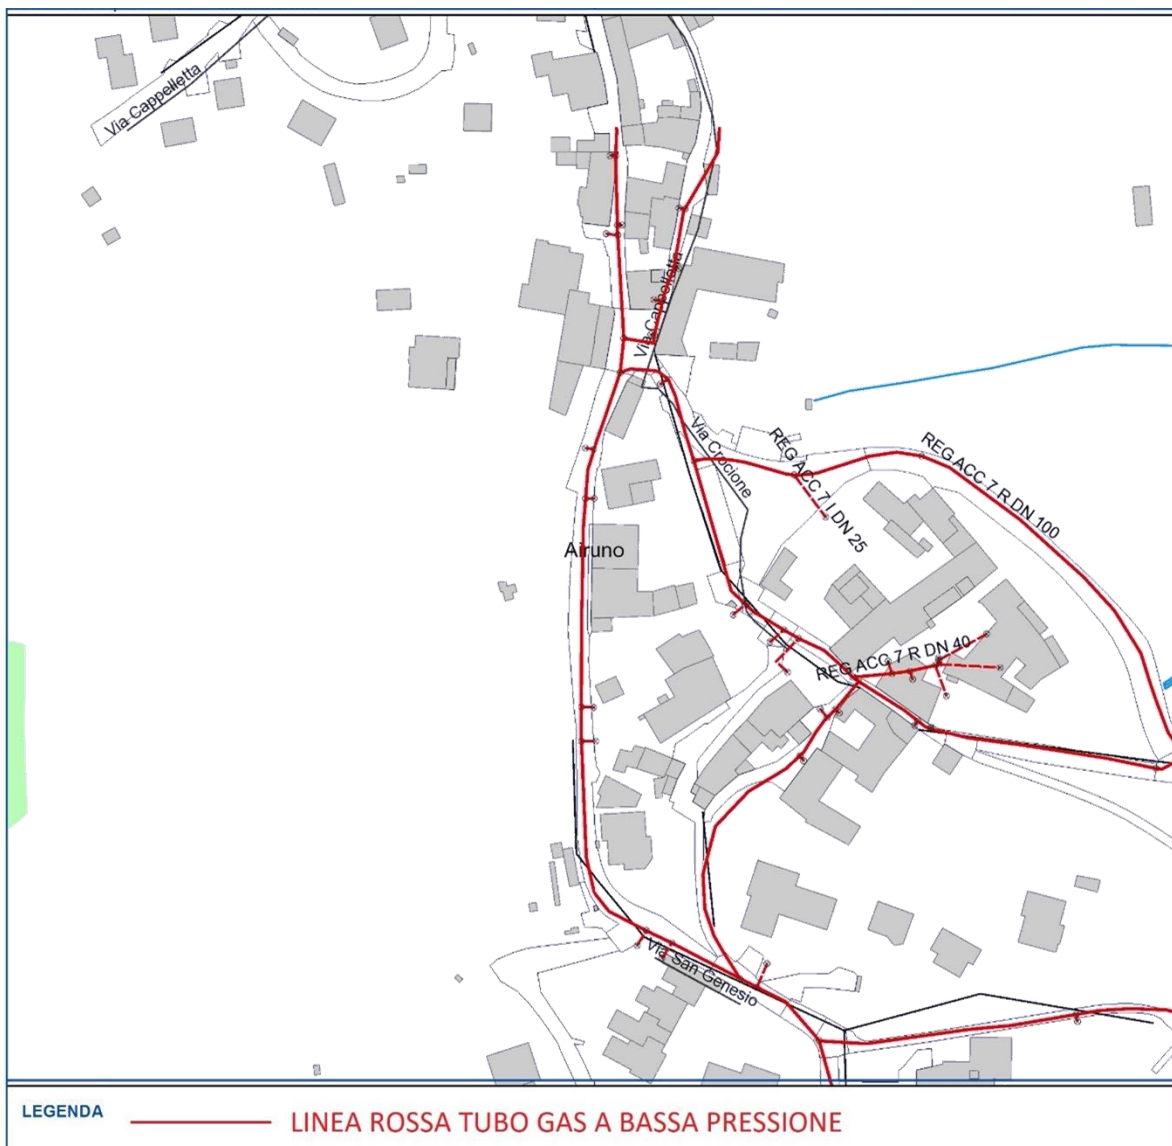 Via Cappelletta
Via Cappelletta
Via Crocione
REG ACC 7 I DN 25
REG ACC 7 R DN 100
Airuno
REG ACC 7 R DN 40
Via San Genesio
LEGENDA
LINEA ROSSA TUBO GAS A BASSA PRESSIONE